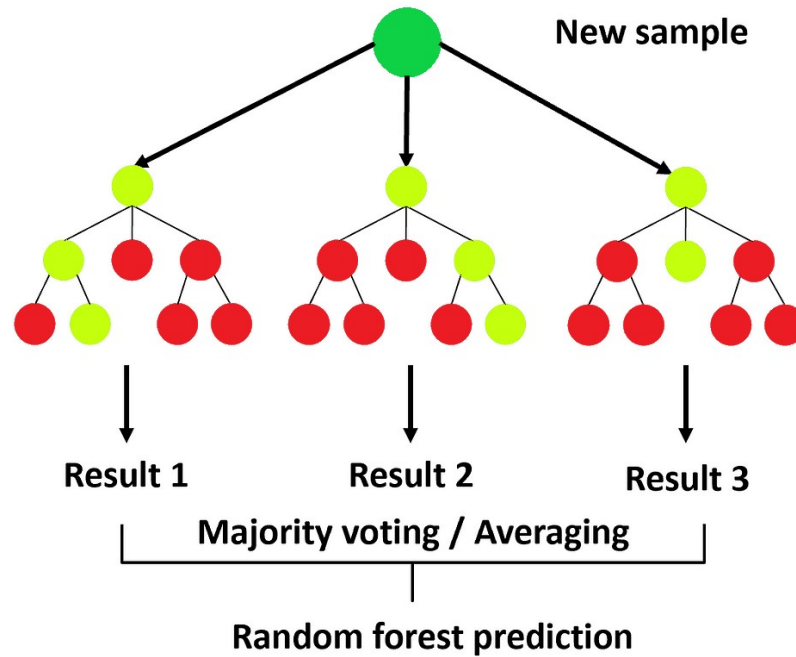 New sample
Result 1
Result 2
Result 3
Majority voting / Averaging
Random forest prediction